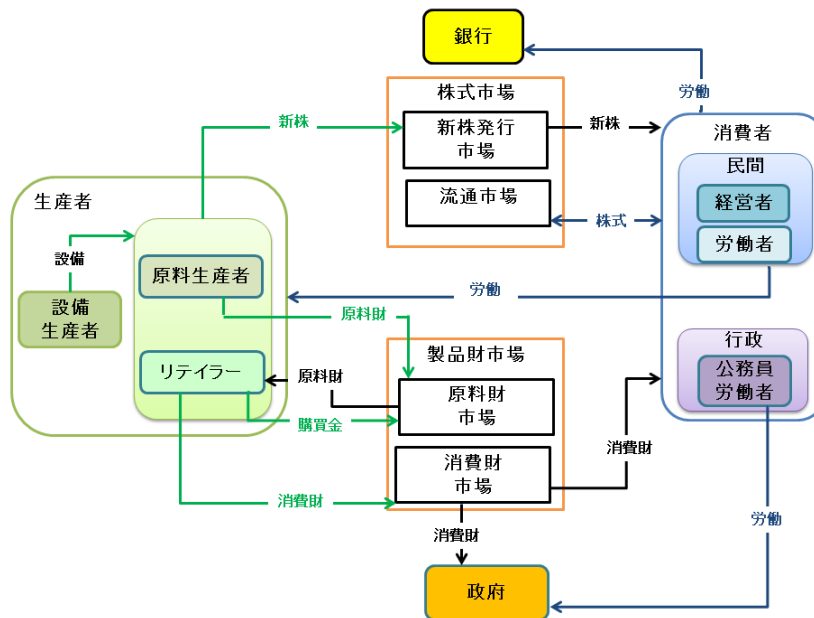 銀行
労働
株式市場
新株
新株発行
市場
新株
消費者
民間
経営者
労働者
流通市場
株式
生産者
設備
原料生産者
設備
生産者
労働
原料財
リテイラー
原料財
製品財市場
原料財
市場
購買金
行政
公務員
労働者
消費財
市場
消費財
消費財
消費財
労働
政府